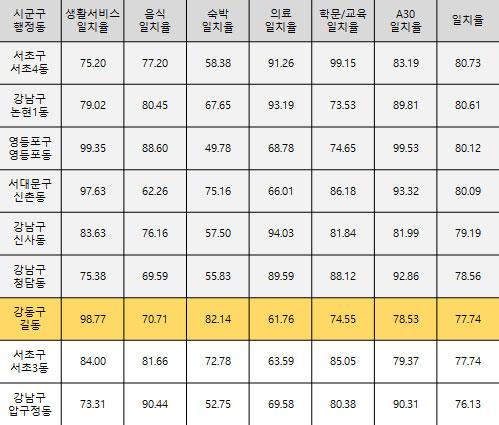 시군구 행정동 생활서비스 일치율 음식 일치율 숙박 일치율 의료 일치율 학문/교육 일치율 A30 일치율 일치율
서초구 서초4동 75.20 77.20 58.38 91.26 99.15 83.19 80.73
강남구 논현1동 79.02 80.45 67.65 93.19 73.53 89.81 80.61
영등포구 영등포동 99.35 88.60 49.78 68.78 74.65 99.53 80.12
서대문구 신촌동 97.63 62.26 75.16 66.01 86.18 93.32 80.09
강남구 신사동 83.63 76.16 57.50 94.03 81.84 81.99 79.19
강남구 청담동 75.38 69.59 55.83 89.59 88.12 92.86 78.56
강동구 길동 98.77 70.71 82.14 61.76 74.55 78.53 77.74
서초구 서초3동 84.00 81.66 72.78 63.59 85.05 79.37 77.74
강남구 압구정동 73.31 90.44 52.75 69.58 80.38 90.31 76.13